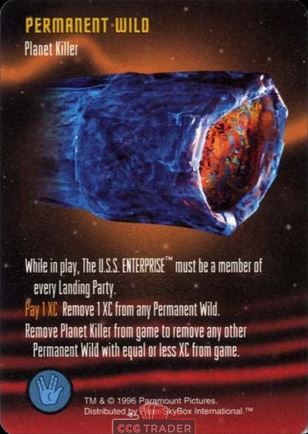 PERMANENT WILD
Planet Killer
While in play, The U.S.S. ENTERPRISE™ must be a member of
every Landing Party.
Pay 1 XC Remove 1 XC from any Permanent Wild.
Remove Planet Killer from game to remove any other
Permanent Wild with equal or less XC from game.
TM & © 1996 Paramount Pictures.
Distributed by SkyBox International.™
CCG TRADER